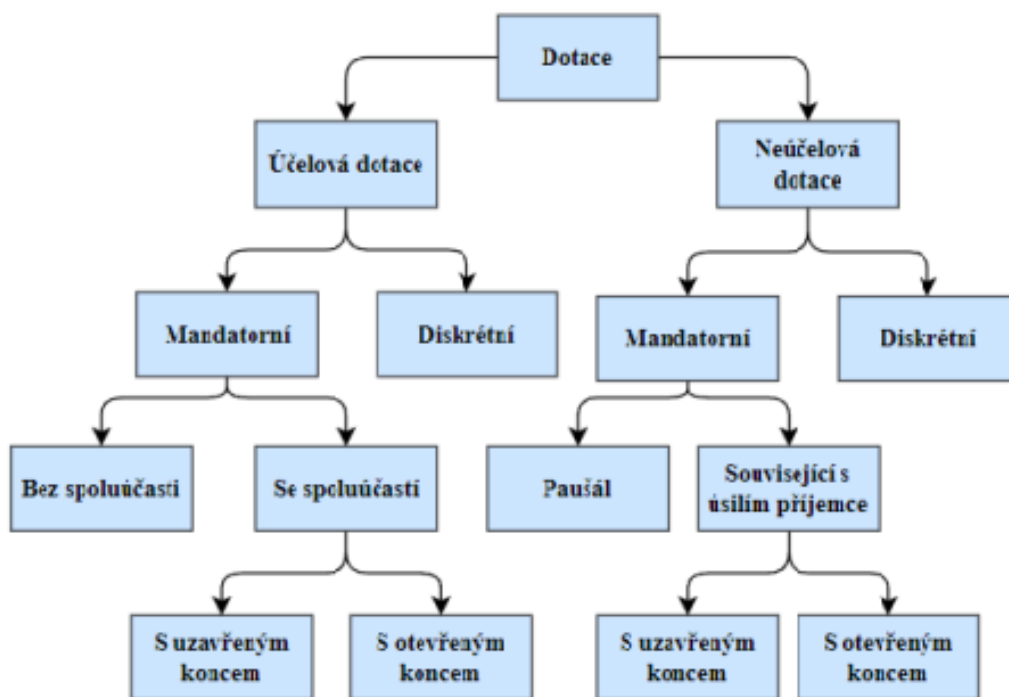 Dotace
Účelová dotace
Neúčelová
dotace
Mandatorní
Diskrétní
Mandatorní
Diskrétní
Bez spoluúčasti
Se spoluúčastí
Paušál
Související s
úsilím příjemce
S uzavřeným
koncem
S otevřeným
koncem
S uzavřeným
koncem
S otevřeným
koncem